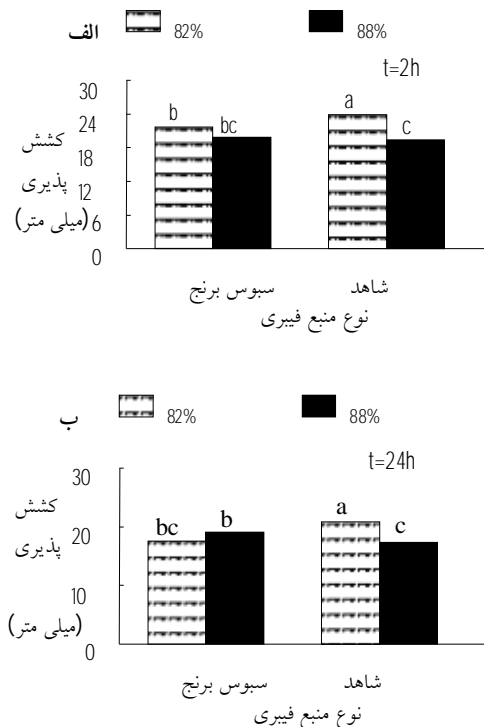 الف 82% 88%
t=2h
30
24
18
12
6
0
کشش
پذیری
(میلی متر)
b bc a c
سبوس برنج شاهد
نوع منبع فیبری
ب 82% 88%
t=24h
30
20
10
0
کشش
پذیری
(میلی متر)
bc b a c
سبوس برنج شاهد
نوع منبع فیبری